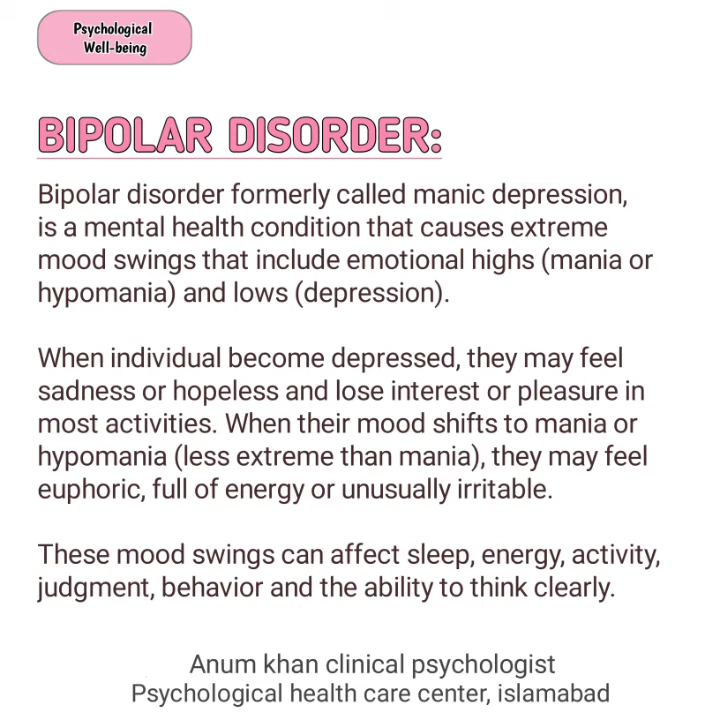 Psychological
Well-being
BIPOLAR DISORDER:
Bipolar disorder formerly called manic depression,
is a mental health condition that causes extreme
mood swings that include emotional highs (mania or
hypomania) and lows (depression).
When individual become depressed, they may feel
sadness or hopeless and lose interest or pleasure in
most activities. When their mood shifts to mania or
hypomania (less extreme than mania), they may feel
euphoric, full of energy or unusually irritable.
These mood swings can affect sleep, energy, activity,
judgment, behavior and the ability to think clearly.
Anum khan clinical psychologist
Psychological health care center, islamabad